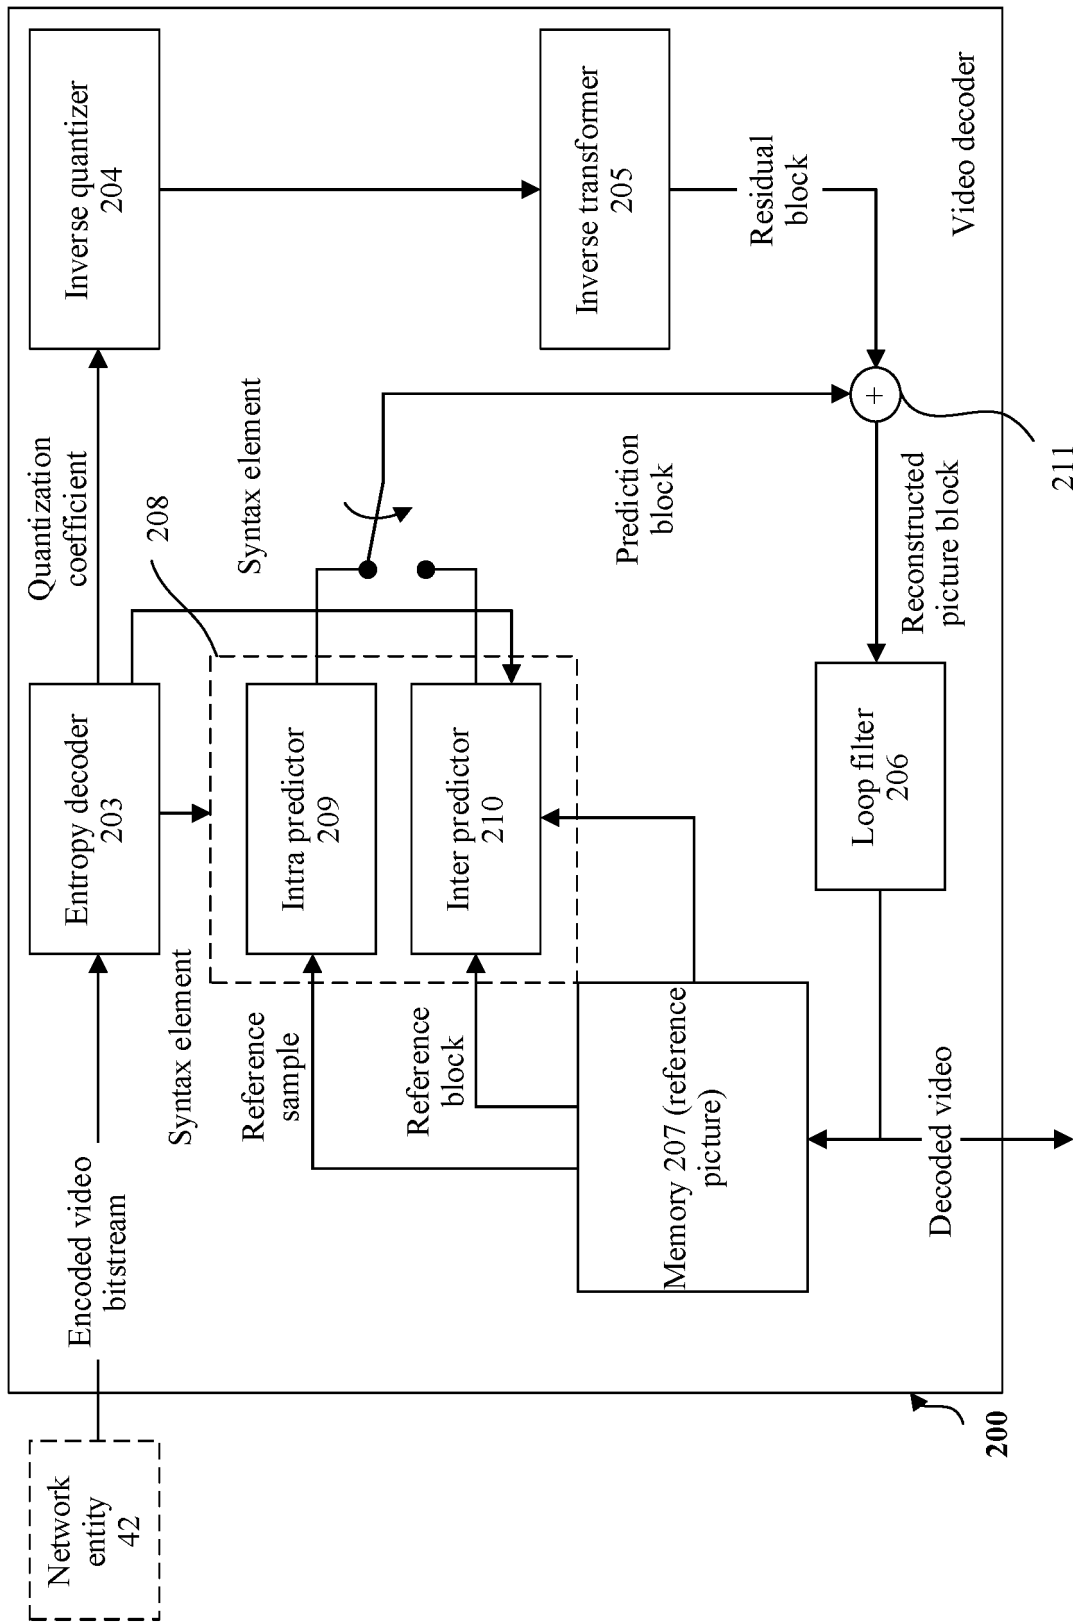 Network
entity
42
Encoded video
bitstream
Entropy decoder
203
Quantization
coefficient
Inverse quantizer
204
Syntax element
208
Syntax element
Reference
sample
Intra predictor
209
Reference
block
Inter predictor
210
Inverse transformer
205
Memory 207 (reference
picture)
Prediction
block
Residual
block
Loop filter
206
Reconstructed
picture block
+
Decoded video
Video decoder
200
211